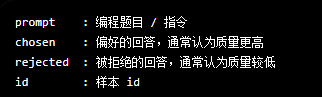 prompt : 编程题目 / 指令
chosen : 偏好的回答，通常认为质量更高
rejected : 被拒绝的回答，通常认为质量较低
id : 样本 id